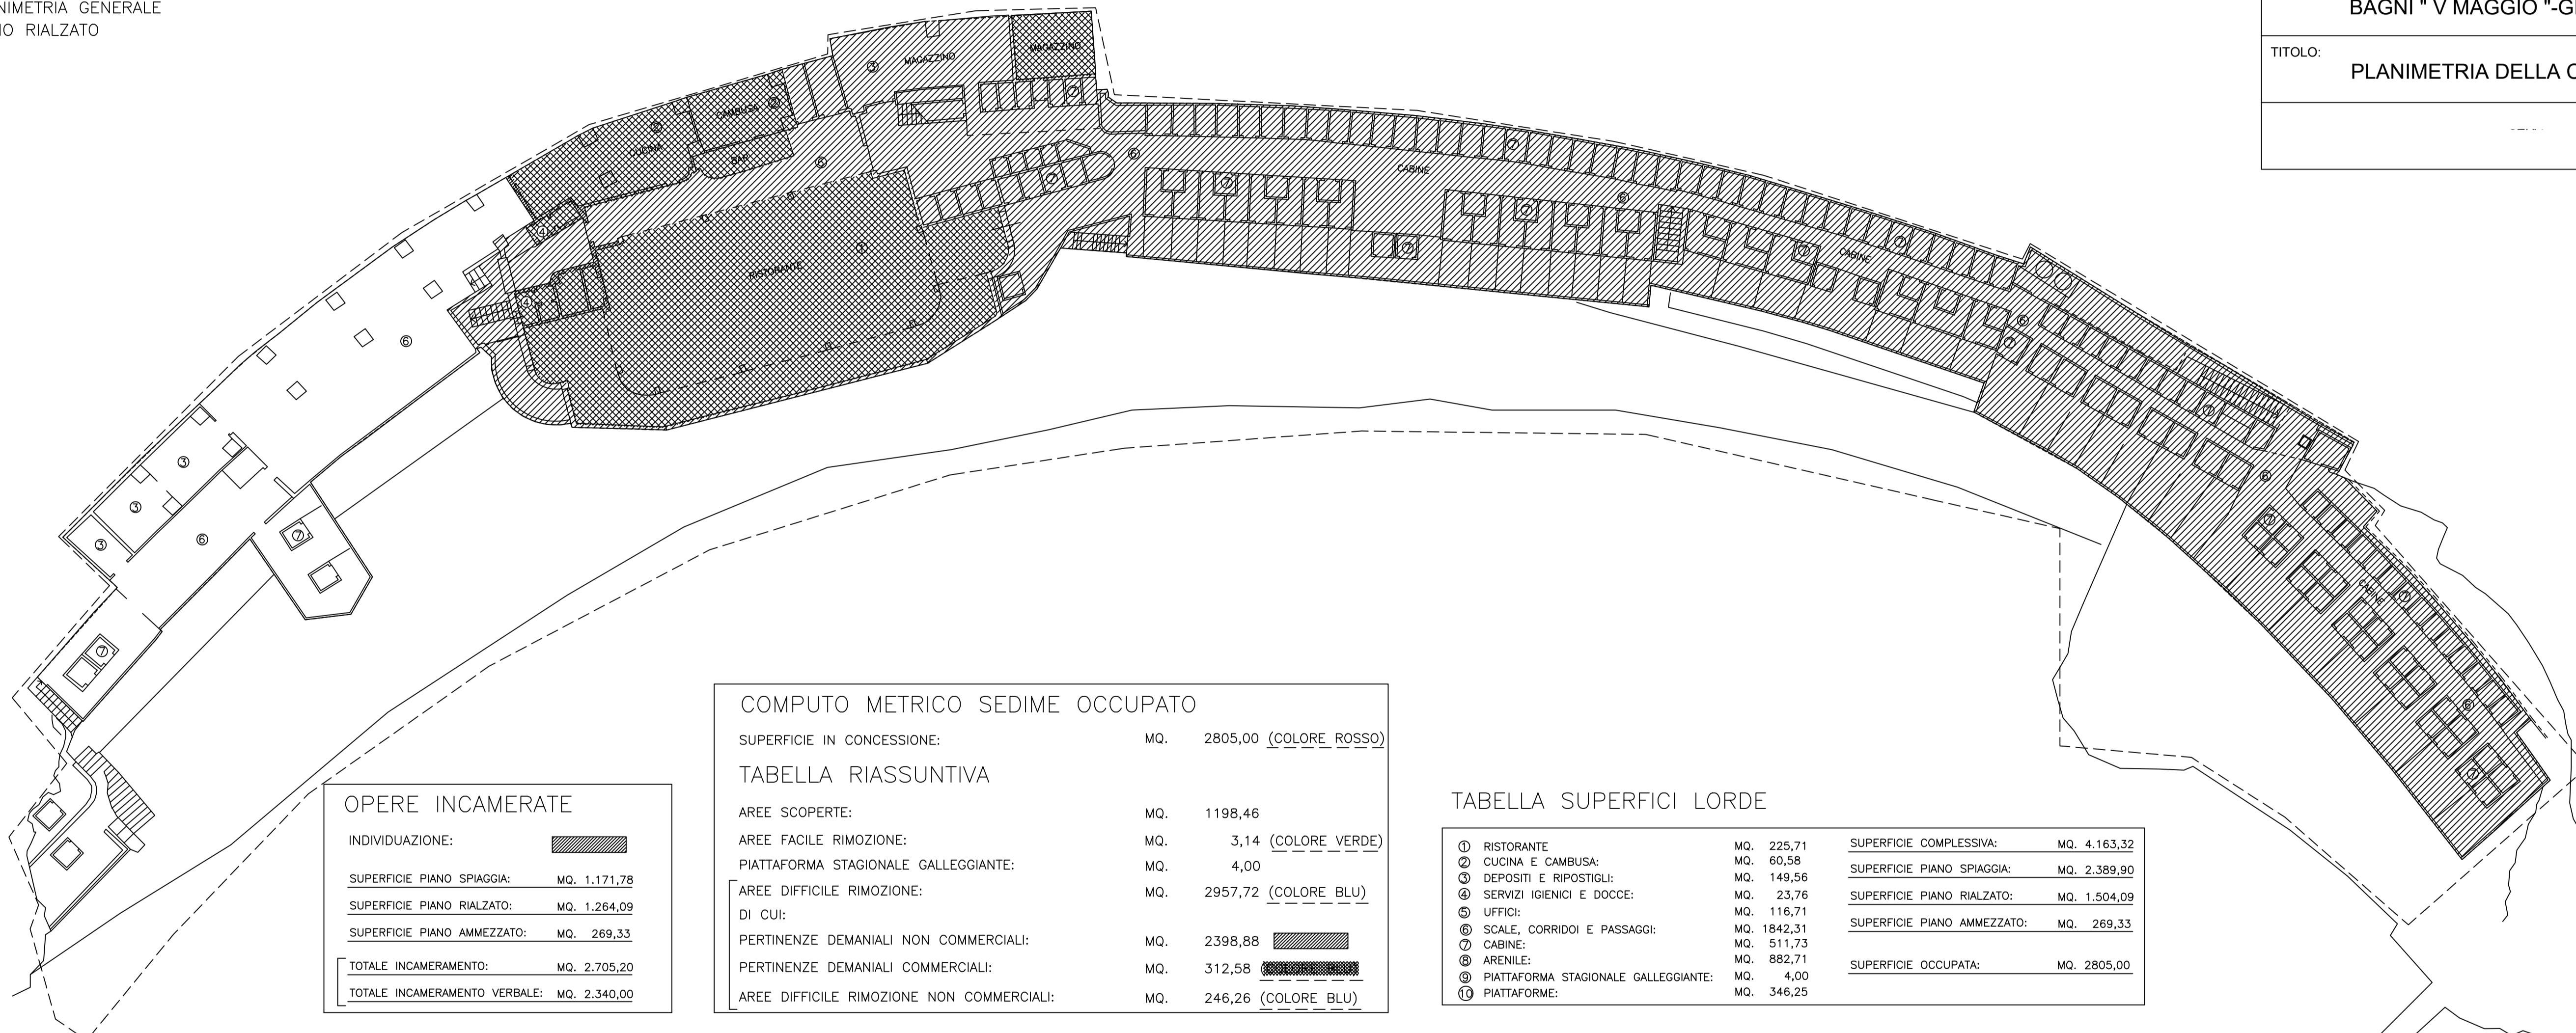 NIMETRIA GENERALE
O RIALZATO
BAGNI " V MAGGIO "-G
TITOLO:
PLANIMETRIA DELLA C
MAGAZZINO
MAGAZZINO
CAMBUSA
CUCINA
BAR
RISTORANTE
CABINE
CABINE
CABINE
OPERE INCAMERATE
INDIVIDUAZIONE:
SUPERFICIE PIANO SPIAGGIA: MQ. 1.171,78
SUPERFICIE PIANO RIALZATO: MQ. 1.264,09
SUPERFICIE PIANO AMMEZZATO: MQ. 269,33
TOTALE INCAMERAMENTO: MQ. 2.705,20
TOTALE INCAMERAMENTO VERBALE: MQ. 2.340,00
COMPUTO METRICO SEDIME OCCUPATO
SUPERFICIE IN CONCESSIONE: MQ. 2805,00 (COLORE ROSSO)
TABELLA RIASSUNTIVA
AREE SCOPERTE: MQ. 1198,46
AREE FACILE RIMOZIONE: MQ. 3,14 (COLORE VERDE)
PIATTAFORMA STAGIONALE GALLEGGIANTE: MQ. 4,00
AREE DIFFICILE RIMOZIONE: MQ. 2957,72 (COLORE BLU)
DI CUI:
PERTINENZE DEMANIALI NON COMMERCIALI: MQ. 2398,88
PERTINENZE DEMANIALI COMMERCIALI: MQ. 312,58 (COLORE BLU)
AREE DIFFICILE RIMOZIONE NON COMMERCIALI: MQ. 246,26 (COLORE BLU)
TABELLA SUPERFICI LORDE
① RISTORANTE MQ. 225,71
② CUCINA E CAMBUSA: MQ. 60,58
③ DEPOSITI E RIPOSTIGLI: MQ. 149,56
④ SERVIZI IGIENICI E DOCCE: MQ. 23,76
⑤ UFFICI: MQ. 116,71
⑥ SCALE, CORRIDOI E PASSAGGI: MQ. 1842,31
⑦ CABINE: MQ. 511,73
⑧ ARENILE: MQ. 882,71
⑨ PIATTAFORMA STAGIONALE GALLEGGIANTE: MQ. 4,00
⑩ PIATTAFORME: MQ. 346,25
SUPERFICIE COMPLESSIVA: MQ. 4.163,32
SUPERFICIE PIANO SPIAGGIA: MQ. 2.389,90
SUPERFICIE PIANO RIALZATO: MQ. 1.504,09
SUPERFICIE PIANO AMMEZZATO: MQ. 269,33
SUPERFICIE OCCUPATA: MQ. 2805,00